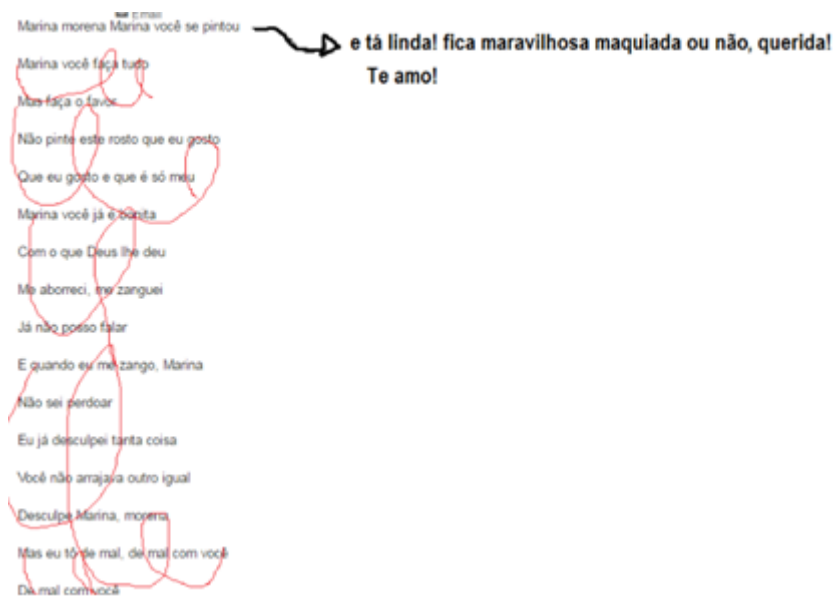 Email
Marina morena Marina você se pintou
e tá linda! fica maravilhosa maquiada ou não, querida!
Te amo!
Marina você faça tudo
Mas faça o favor
Não pinte este rosto que eu gosto
Que eu gosto e que é só meu
Marina você já é bonita
Com o que Deus lhe deu
Me aborreci, me zanguei
Já não posso falar
E quando eu me zango, Marina
Não sei perdoar
Eu já desculpei tanta coisa
Você não arrajava outro igual
Desculpe Marina, morena
Mas eu tô de mal, de mal com você
De mal com você